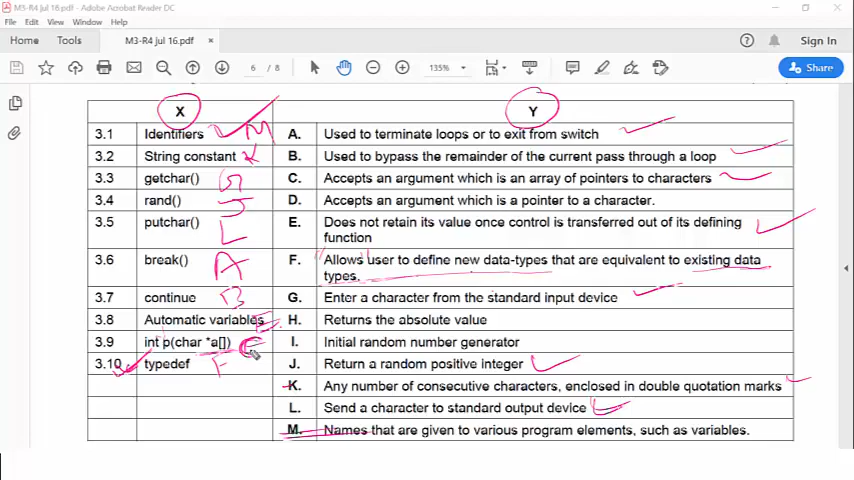 M3-R4 Jul 16.pdf - Adobe Acrobat Reader DC
File Edit View Window Help
Home Tools M3-R4 Jul 16.pdf × Sign In
6 / 8 135% Share
X Y
3.1 Identifiers M A. Used to terminate loops or to exit from switch
3.2 String constant K B. Used to bypass the remainder of the current pass through a loop
3.3 getchar() G C. Accepts an argument which is an array of pointers to characters
3.4 rand() J D. Accepts an argument which is a pointer to a character.
3.5 putchar() L E. Does not retain its value once control is transferred out of its defining
function
3.6 break() A F. Allows user to define new data-types that are equivalent to existing data
types.
3.7 continue B G. Enter a character from the standard input device
3.8 Automatic variables E H. Returns the absolute value
3.9 int p(char *a[]) C I. Initial random number generator
3.10 typedef F J. Return a random positive integer
K. Any number of consecutive characters, enclosed in double quotation marks
L. Send a character to standard output device
M. Names that are given to various program elements, such as variables.